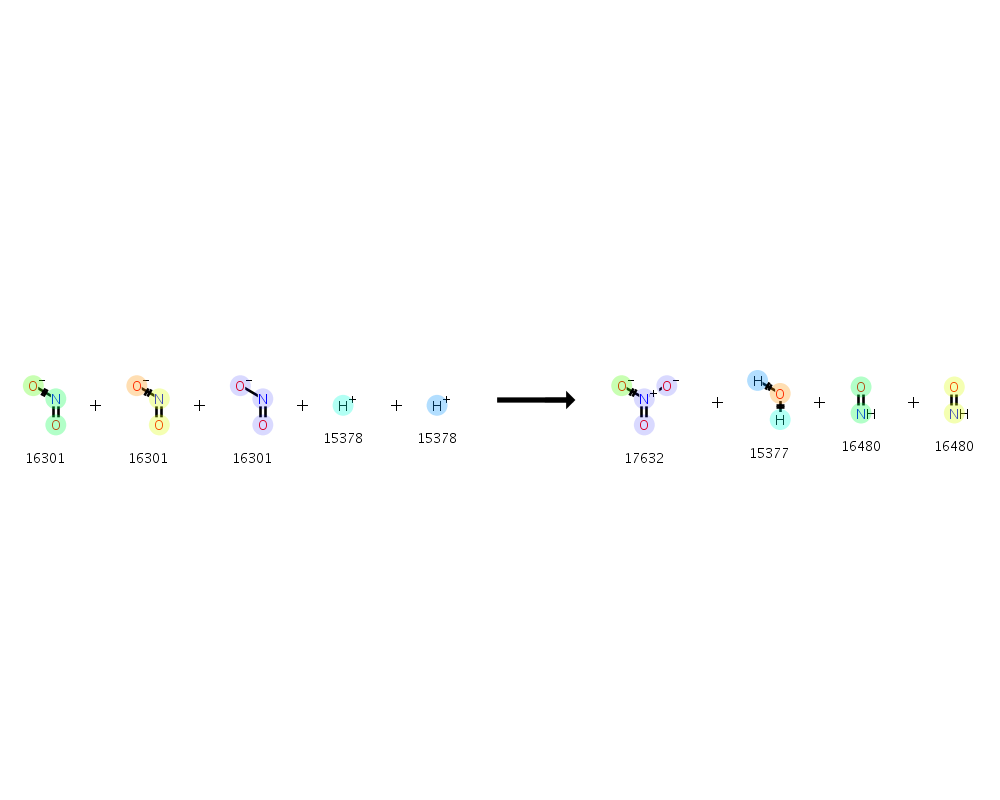 O⁻ N O + O⁻ N O + O⁻ N O + H⁺ + H⁺ O⁻ N⁺ O⁻ O + H O H + O NH + O NH
16301 16301 16301 15378 15378 17632 15377 16480 16480